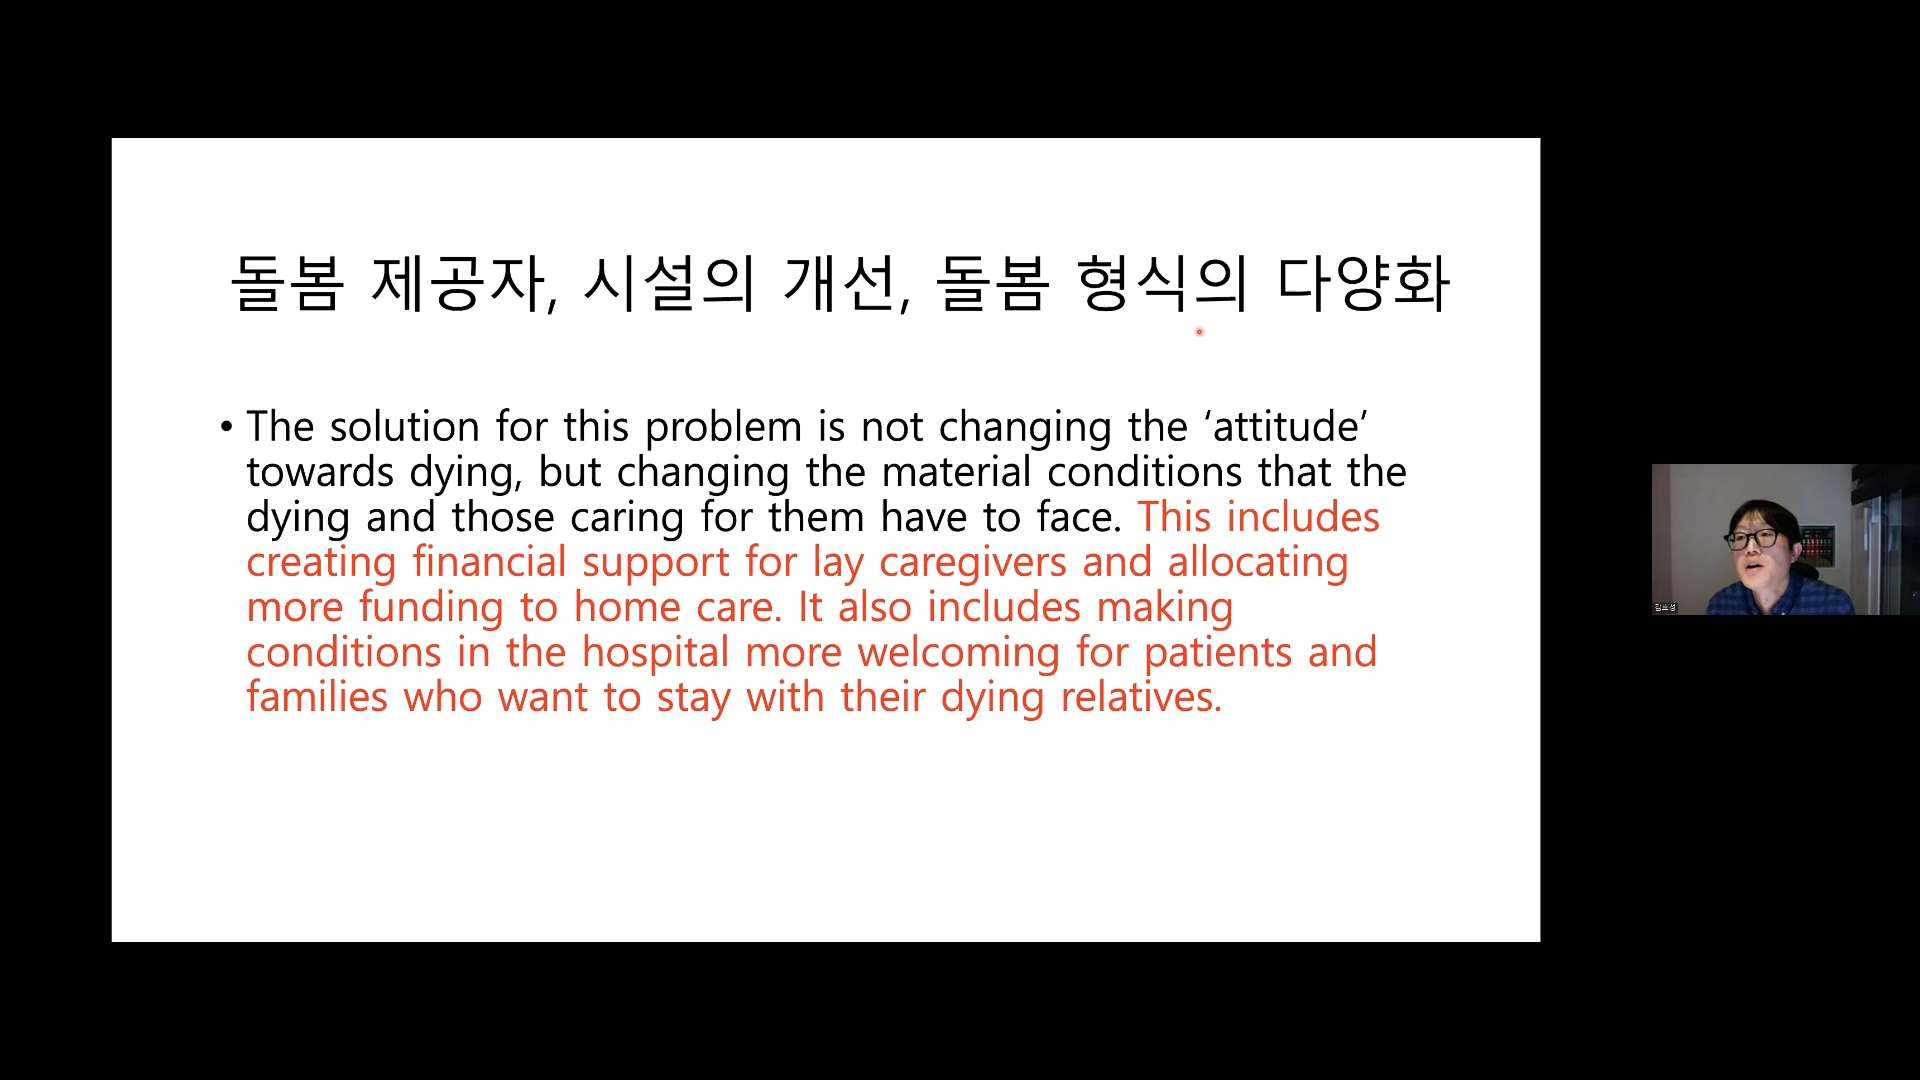 돌봄 제공자, 시설의 개선, 돌봄 형식의 다양화
• The solution for this problem is not changing the ‘attitude’
towards dying, but changing the material conditions that the
dying and those caring for them have to face. This includes
creating financial support for lay caregivers and allocating
more funding to home care. It also includes making
conditions in the hospital more welcoming for patients and
families who want to stay with their dying relatives.
김호성